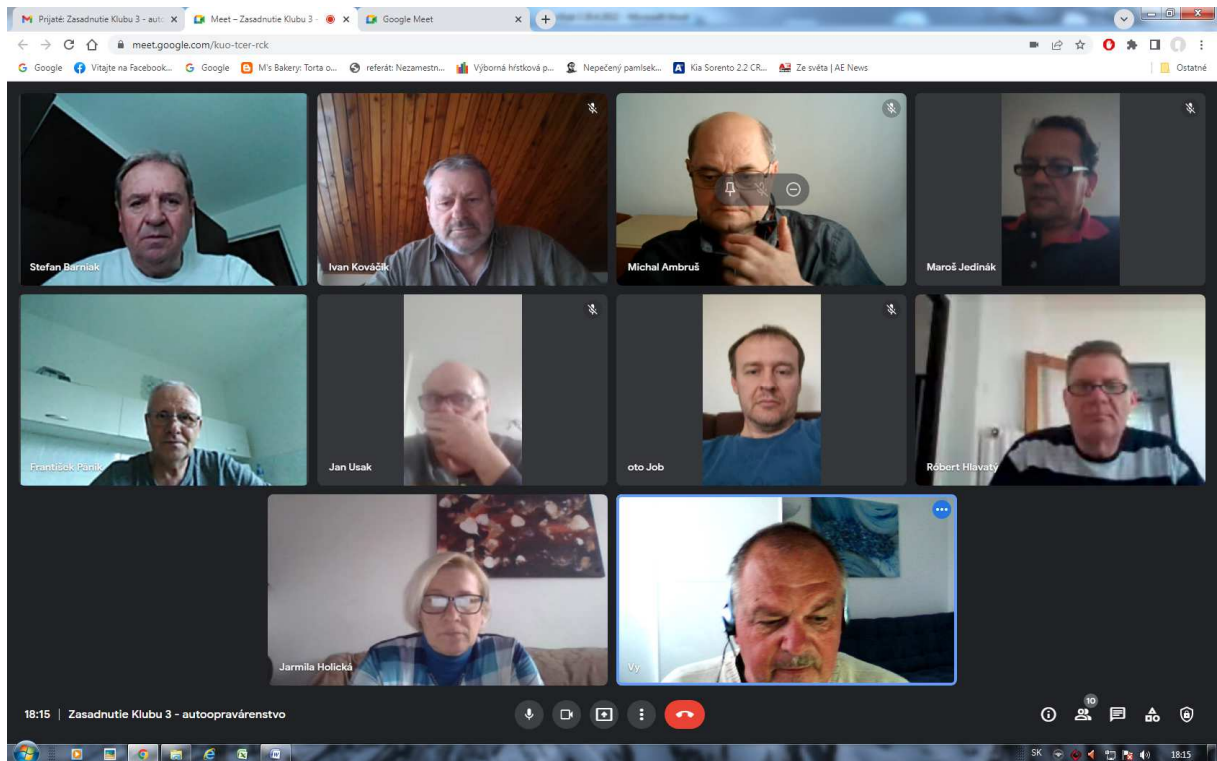 Prijaté: Zasadnutie Klubu 3 - auto
Meet – Zasadnutie Klubu 3 -
Google Meet
meet.google.com/kuo-tcer-rck
Google
Vitajte na Facebook...
Google
M's Bakery: Torta o...
referát: Nezamestn...
Výborná hŕstková p...
Nepečený pamlsek...
Kia Sorento 2.2 CR...
Ze světa | AE News
Ostatné
Stefan Barniak
Ivan Kováčik
Michal Ambruš
Maroš Jedinák
František Pánik
Jan Usak
oto Job
Róbert Hlavatý
Jarmila Holická
Vy
18:15 | Zasadnutie Klubu 3 - autoopravárenstvo
10
SK
18:15